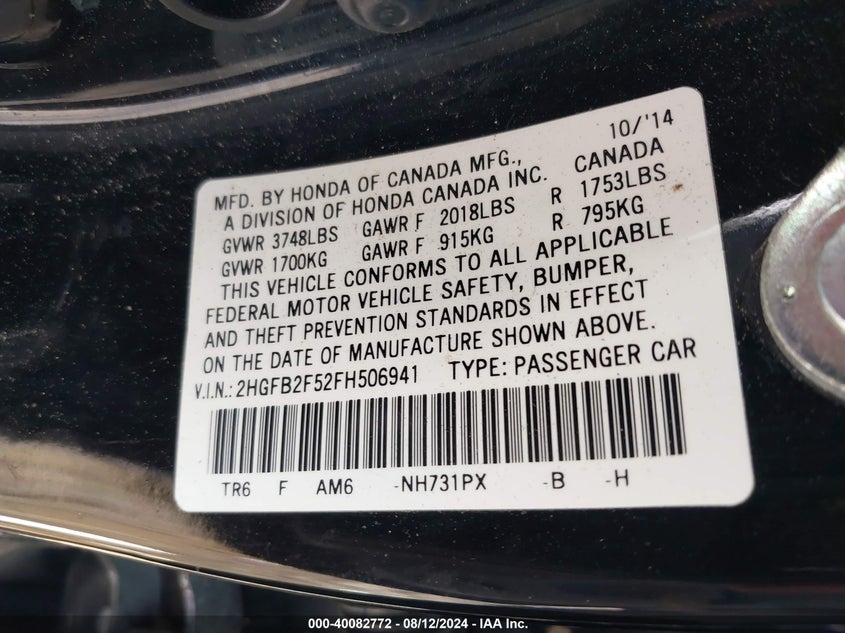 10/'14
MFD. BY HONDA OF CANADA MFG.,
A DIVISION OF HONDA CANADA INC. CANADA
GVWR 3748LBS GAWR F 2018LBS R 1753LBS
GVWR 1700KG GAWR F 915KG R 795KG
THIS VEHICLE CONFORMS TO ALL APPLICABLE
FEDERAL MOTOR VEHICLE SAFETY, BUMPER,
AND THEFT PREVENTION STANDARDS IN EFFECT
ON THE DATE OF MANUFACTURE SHOWN ABOVE.
V.I.N.: 2HGFB2F52FH506941 TYPE: PASSENGER CAR
TR6 F AM6 -NH731PX -B -H
000-40082772 - 08/12/2024 - IAA Inc.